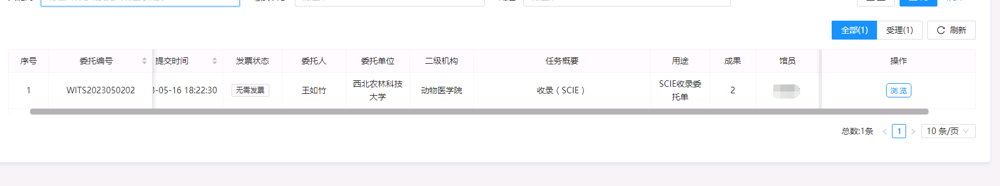 全部(1) 受理(1) 刷新
序号 委托编号 提交时间 发票状态 委托人 委托单位 二级机构 任务概要 用途 成果 馆员 操作
1 WITS2023050202 3-05-16 18:22:30 无需发票 王如竹 西北农林科技 动物医学院 收录（SCIE） SCIE收录委 2 浏 览
大学 托单
总数:1条 1 10 条/页